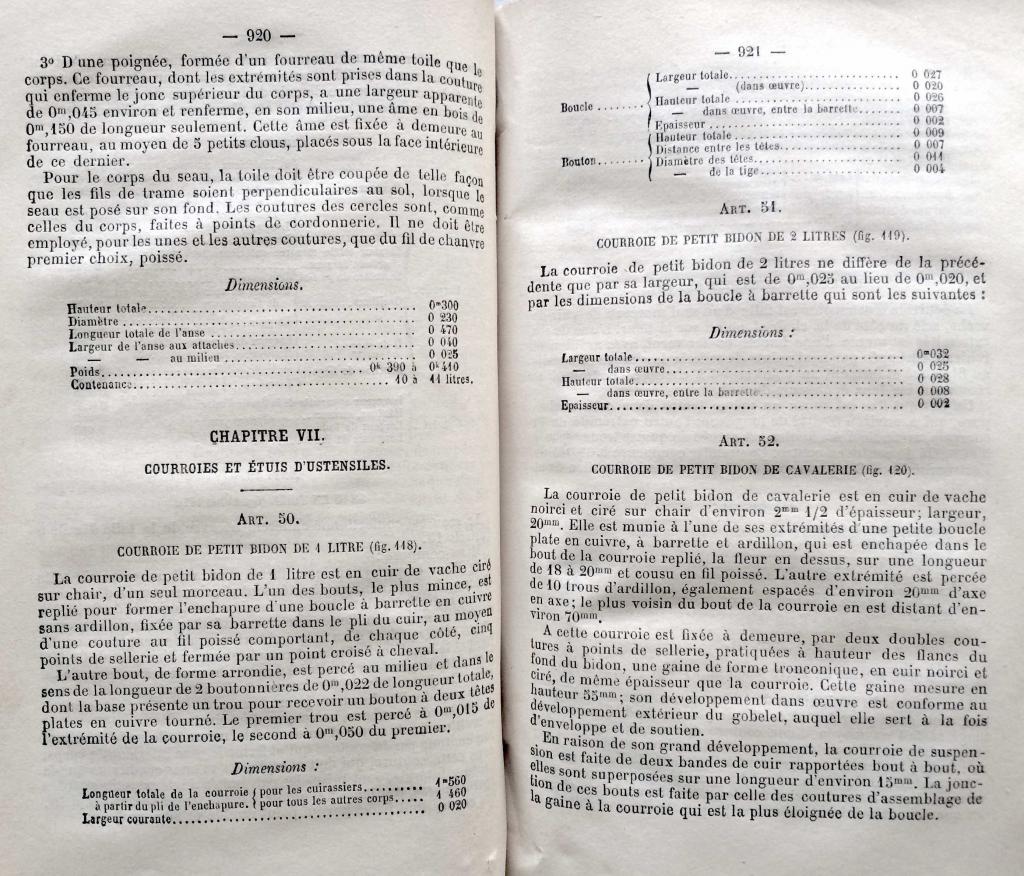 — 920 —
3° D'une poignée, formée d'un fourreau de même toile que le
corps. Ce fourreau, dont les extrémités sont prises dans la couture
qui enferme le jonc supérieur du corps, a une largeur apparente
de 0m,045 environ et renferme, en son milieu, une âme en bois de
0m,150 de longueur seulement. Cette âme est fixée à demeure au
fourreau, au moyen de 5 petits clous, placés sous la face intérieure
de ce dernier.
Pour le corps du seau, la toile doit être coupée de telle façon
que les fils de trame soient perpendiculaires au sol, lorsque le
seau est posé sur son fond. Les coutures des cercles sont, comme
celles du corps, faites à points de cordonnerie. Il ne doit être
employé, pour les unes et les autres coutures, que du fil de chanvre
premier choix, poissé.
Dimensions.
Hauteur totale........ 0m300
Diamètre........ 0 230
Longueur totale de l'anse........ 0 470
Largeur de l'anse aux attaches........ 0 040
— — au milieu........ 0 025
Poids........ 0k 390 à 0k410
Contenance........ 10 à 11 litres.
CHAPITRE VII.
COURROIES ET ÉTUIS D'USTENSILES.
ART. 50.
COURROIE DE PETIT BIDON DE 1 LITRE (fig. 118).
La courroie de petit bidon de 1 litre est en cuir de vache ciré
sur chair, d'un seul morceau. L'un des bouts, le plus mince, est
replié pour former l'enchapure d'une boucle à barrette en cuivre
sans ardillon, fixée par sa barrette dans le pli du cuir, au moyen
d'une couture au fil poissé comportant, de chaque côté, cinq
points de sellerie et fermée par un point croisé à cheval.
L'autre bout, de forme arrondie, est percé au milieu et dans le
sens de la longueur de 2 boutonnières de 0m,022 de longueur totale,
dont la base présente un trou pour recevoir un bouton à deux têtes
plates en cuivre tourné. Le premier trou est percé à 0m,015 de
l'extrémité de la courroie, le second à 0m,050 du premier.
Dimensions :
Longueur totale de la courroie { pour les cuirassiers........ 1m560
à partir du pli de l'enchapure. { pour tous les autres corps..... 1 460
Largeur courante........ 0 020
— 921 —
Boucle........ { Largeur totale........ 0 027
— (dans œuvre)........ 0 020
Hauteur totale........ 0 026
— dans œuvre, entre la barrette........ 0 007
Epaisseur........ 0 002
Bouton........ { Hauteur totale........ 0 009
Distance entre les têtes........ 0 007
Diamètre des têtes........ 0 011
— de la tige........ 0 004
ART. 51.
COURROIE DE PETIT BIDON DE 2 LITRES (fig. 119).
La courroie de petit bidon de 2 litres ne diffère de la précé-
dente que par sa largeur, qui est de 0m,025 au lieu de 0m,020, et
par les dimensions de la boucle à barrette qui sont les suivantes :
Dimensions :
Largeur totale........ 0m032
— dans œuvre........ 0 025
Hauteur totale........ 0 028
— dans œuvre, entre la barrette........ 0 008
Epaisseur........ 0 002
ART. 52.
COURROIE DE PETIT BIDON DE CAVALERIE (fig. 120).
La courroie de petit bidon de cavalerie est en cuir de vache
noirci et ciré sur chair d'environ 2mm 1/2 d'épaisseur; largeur,
20mm. Elle est munie à l'une de ses extrémités d'une petite boucle
plate en cuivre, à barrette et ardillon, qui est enchapée dans le
bout de la courroie replié, la fleur en dessus, sur une longueur
de 18 à 20mm et cousu en fil poissé. L'autre extrémité est percée
de 10 trous d'ardillon, également espacés d'environ 20mm d'axe
en axe; le plus voisin du bout de la courroie en est distant d'en-
viron 70mm.
A cette courroie est fixée à demeure, par deux doubles cou-
tures à points de sellerie, pratiquées à hauteur des flancs du
fond du bidon, une gaine de forme tronconique, en cuir noirci et
ciré, de même épaisseur que la courroie. Cette gaine mesure en
hauteur 55mm; son développement dans œuvre est conforme au
développement extérieur du gobelet, auquel elle sert à la fois
d'enveloppe et de soutien.
En raison de son grand développement, la courroie de suspen-
sion est faite de deux bandes de cuir rapportées bout à bout, où
elles sont superposées sur une longueur d'environ 15mm. La jonc-
tion de ces bouts est faite par celle des coutures d'assemblage de
la gaine à la courroie qui est la plus éloignée de la boucle.